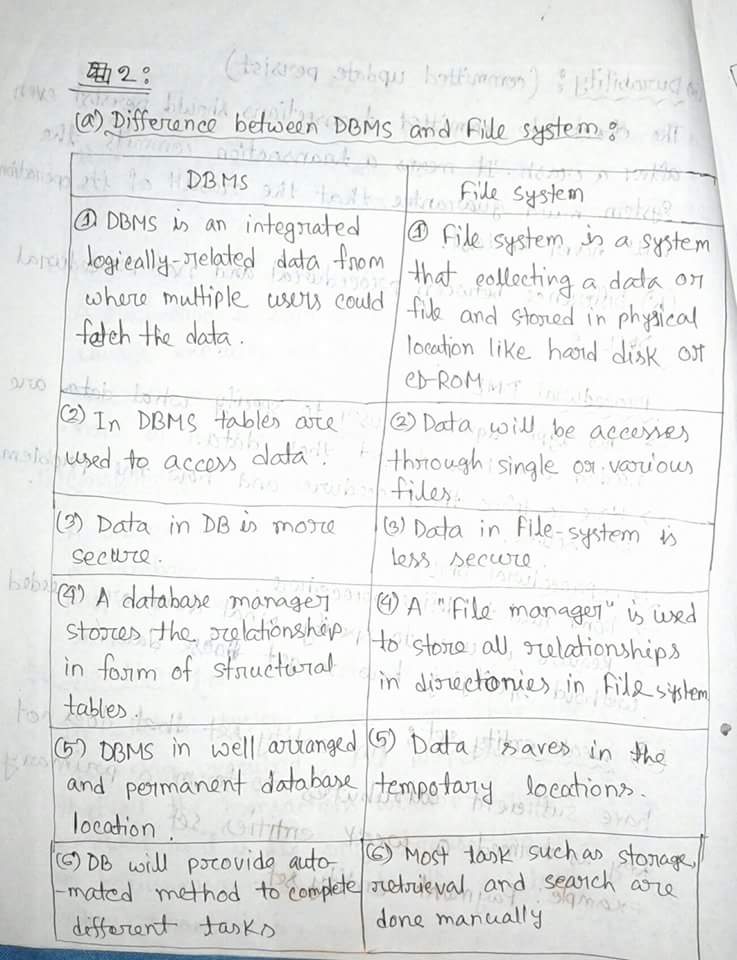 2:
(a) Difference between DBMS and File system:
DBMS
① DBMS is an integrated
logically-related data from
where multiple users could
fetch the data.
(2) In DBMS tables are
used to access data.
(3) Data in DB is more
secure.
(4) A database manager
stores the relationship
in form of structural
tables.
(5) DBMS in well arranged
and permanent database
location.
(6) DB will provide auto-
-mated method to complete
different tasks
File system
① File system is a system
that collecting a data or
file and stored in physical
location like hard disk or
CD-ROM
② Data will be accesses
through single or various
files.
(3) Data in File-system is
less secure.
(4) A "file manager" is used
to store all relationships
in directories in File system
(5) Data saves in the
temporary locations.
(6) Most task such as storage,
retrieval and search are
done manually